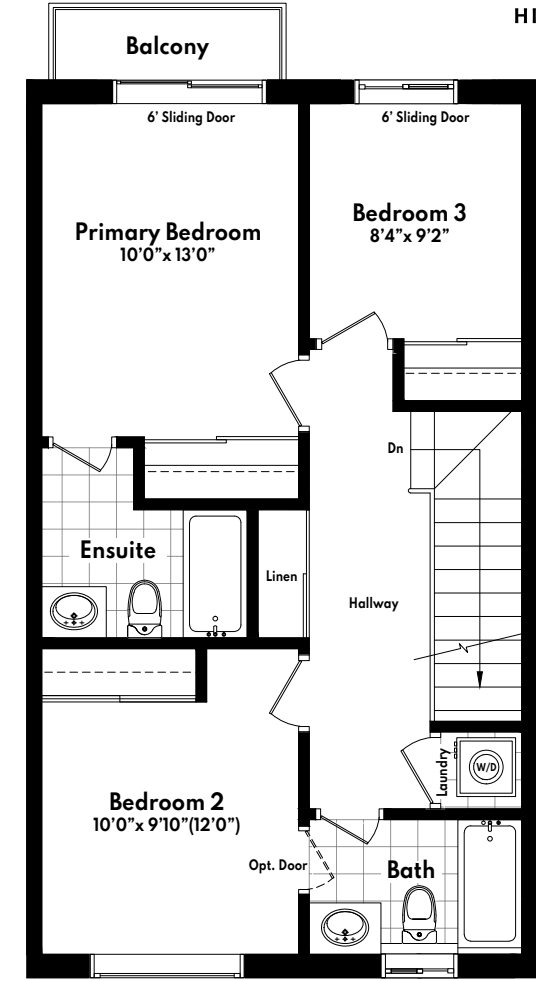 HI
Balcony
6' Sliding Door
6' Sliding Door
Primary Bedroom
10'0"x 13'0"
Bedroom 3
8'4"x 9'2"
Dn
Ensuite
Linen
Hallway
Laundry
W/D
Bedroom 2
10'0"x 9'10"(12'0")
Opt. Door
Bath